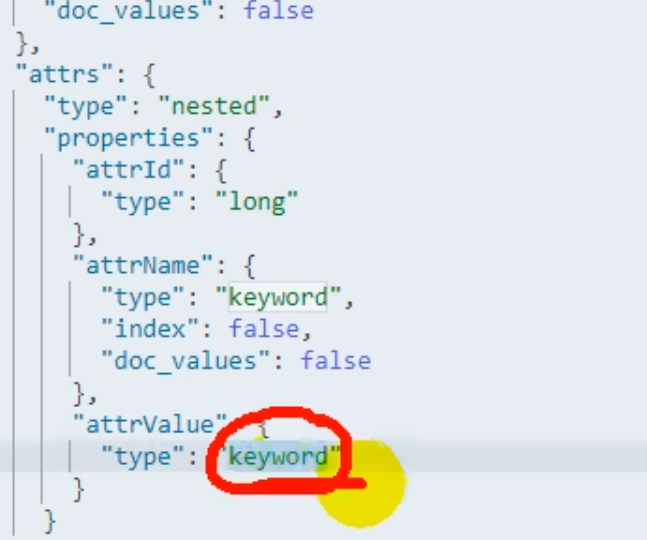 "doc_values": false
},
"attrs": {
"type": "nested",
"properties": {
"attrId": {
"type": "long"
},
"attrName": {
"type": "keyword",
"index": false,
"doc_values": false
},
"attrValue": {
"type": "keyword"
}
}